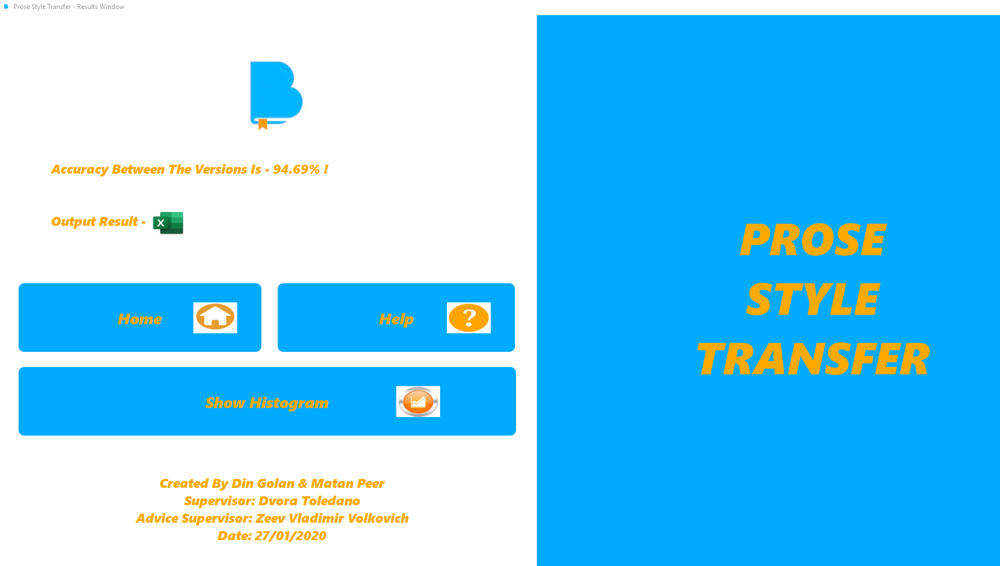 Prose Style Transfer - Results Window
Accuracy Between The Versions Is - 94.69% !
Output Result -
X
Home
?
Help
Show Histogram
Created By Din Golan & Matan Peer
Supervisor: Dvora Toledano
Advice Supervisor: Zeev Vladimir Volkovich
Date: 27/01/2020
PROSE
STYLE
TRANSFER